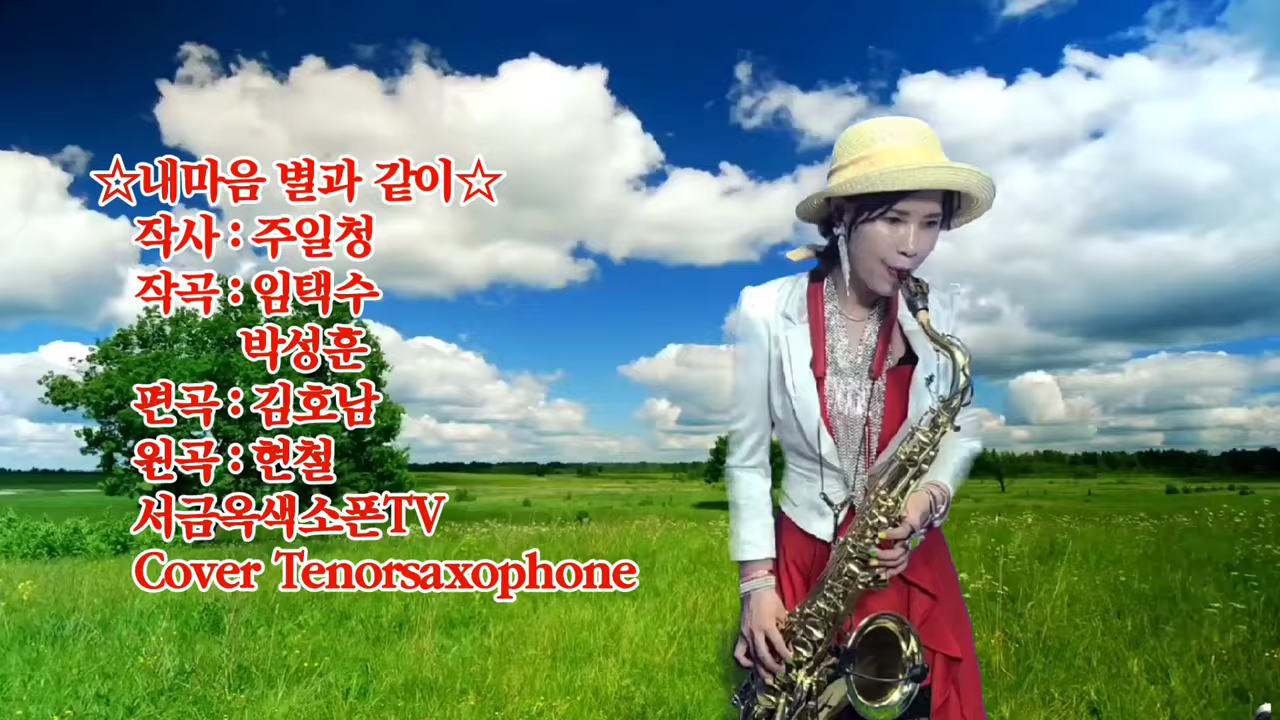 ☆내마음 별과 같이☆
작사 : 주일청
작곡 : 임택수
박성훈
편곡 : 김호남
원곡 : 현철
서금옥색소폰TV
Cover Tenorsaxophone